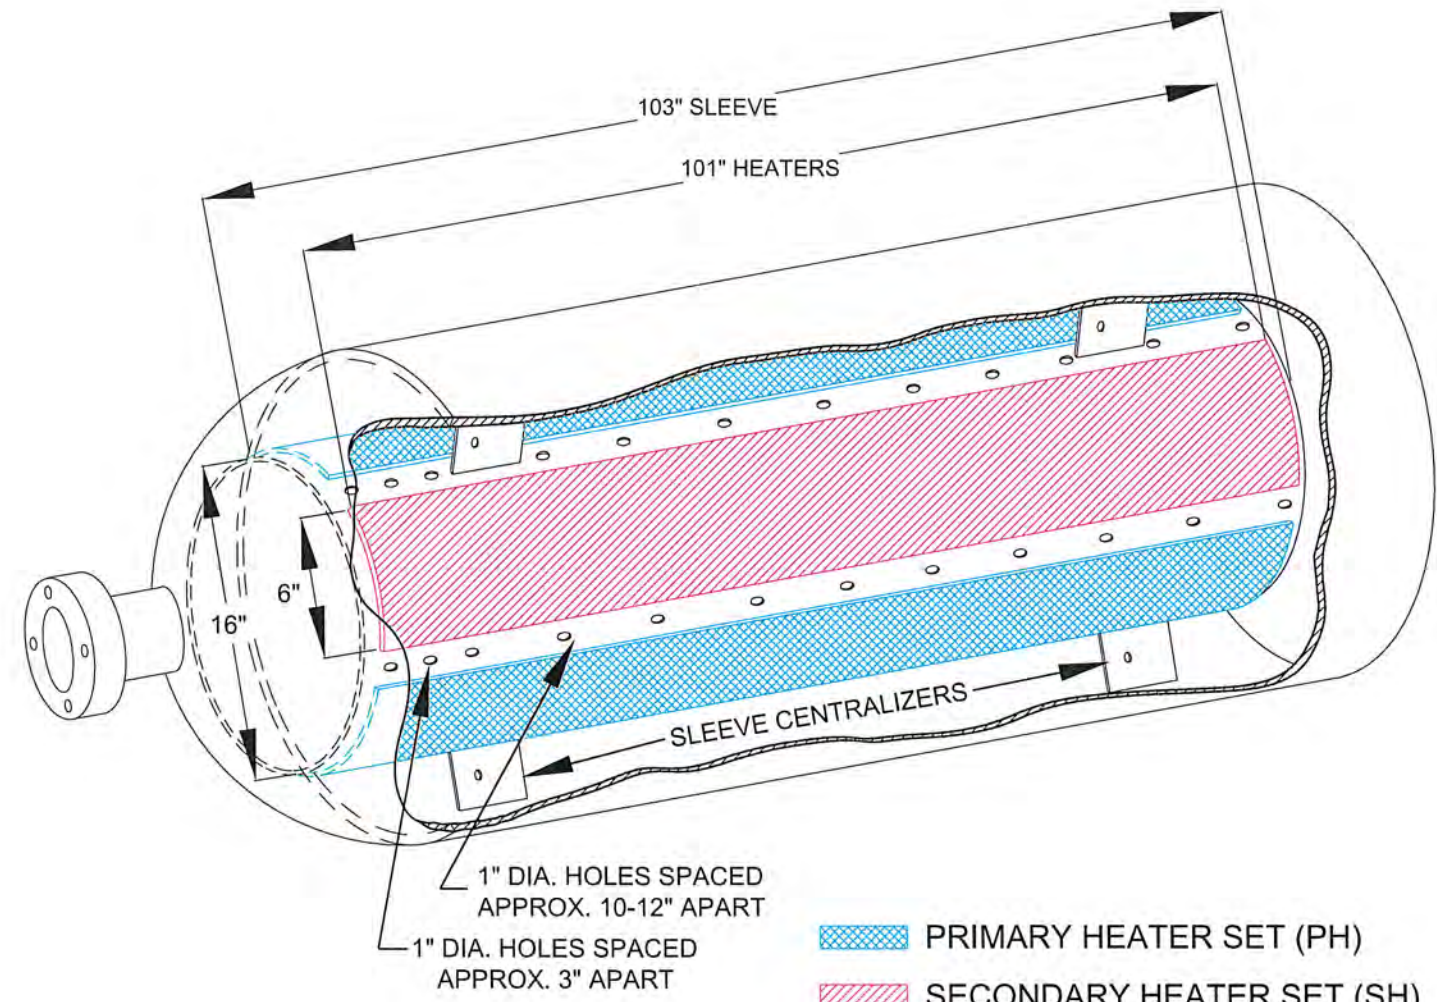 103" SLEEVE
101" HEATERS
6"
16"
SLEEVE CENTRALIZERS
1" DIA. HOLES SPACED
APPROX. 10-12" APART
1" DIA. HOLES SPACED
APPROX. 3" APART
PRIMARY HEATER SET (PH)
SECONDARY HEATER SET (SH)